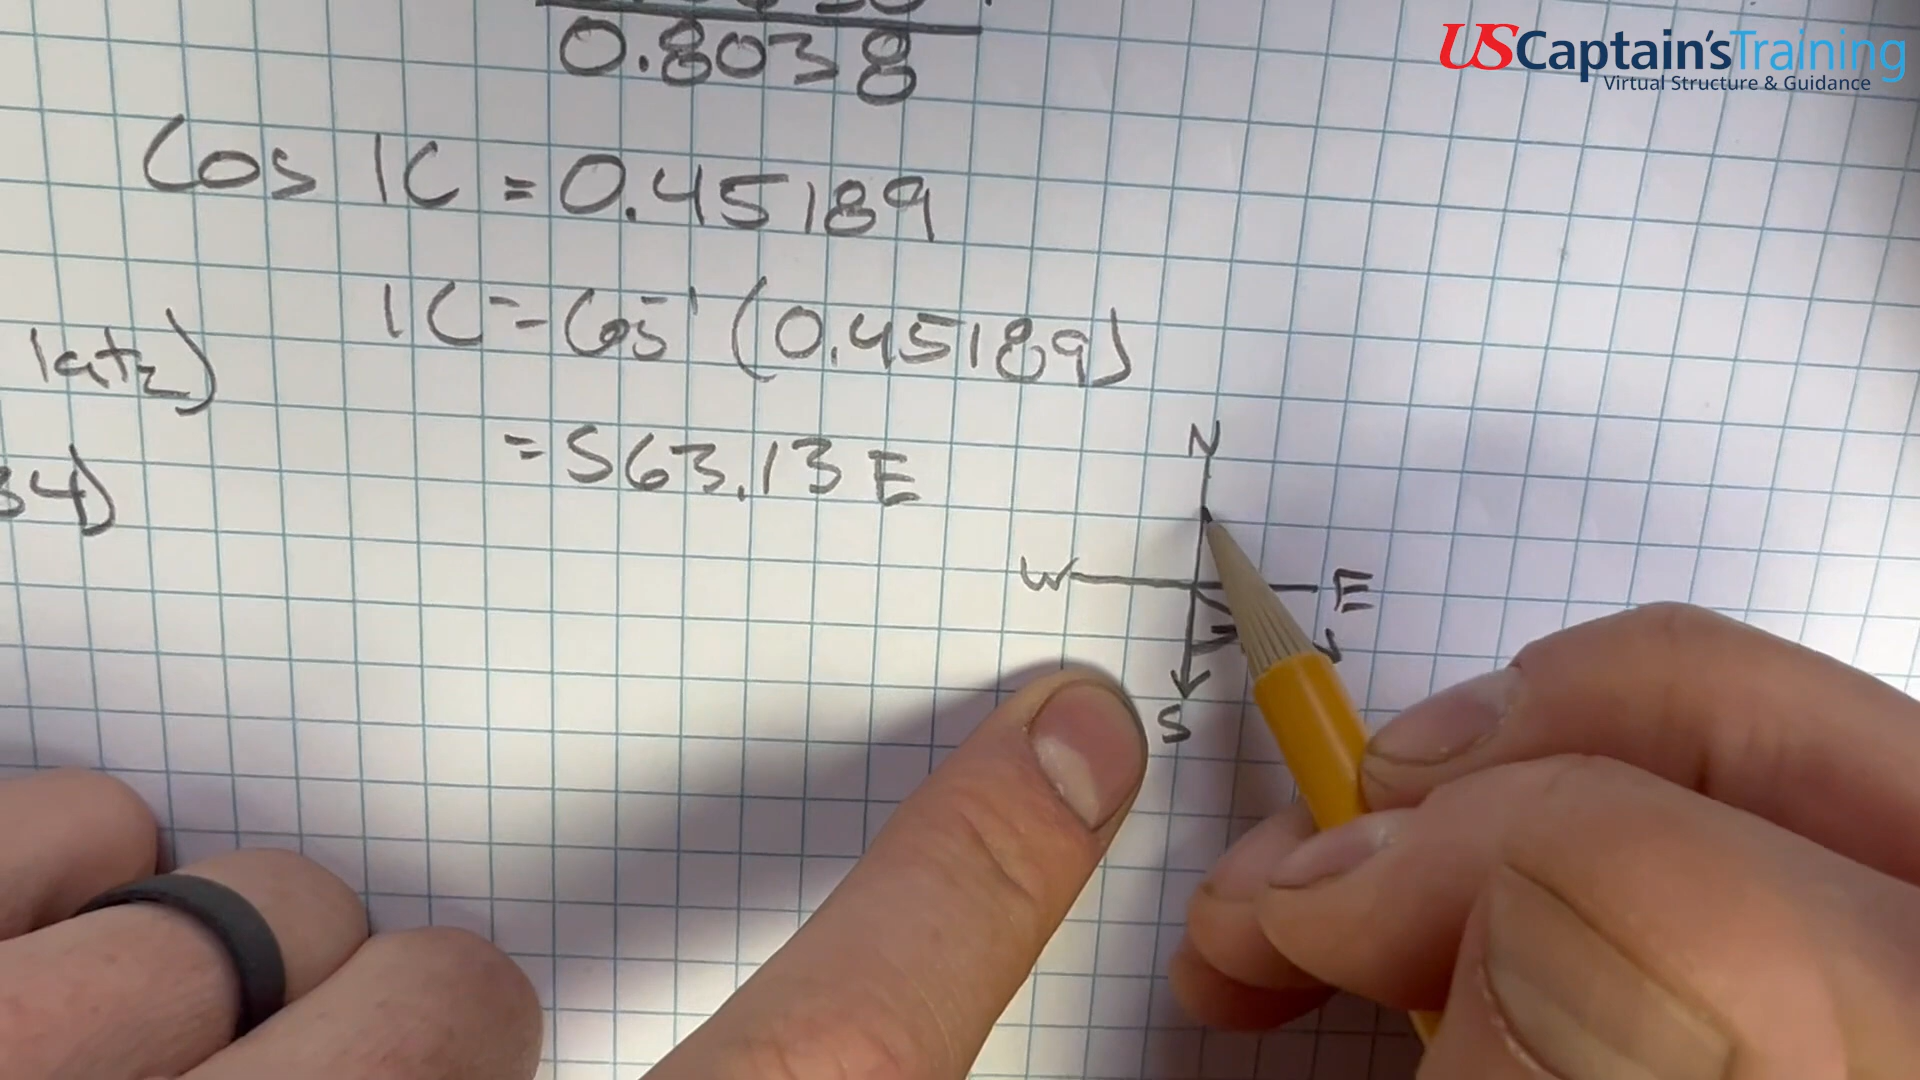 USCaptain'sTraining
Virtual Structure & Guidance
0.8038
Cos IC = 0.45189
IC = Cos⁻¹ (0.45189)
lat₂)
= S63.13 E
34)
N
W
E
S